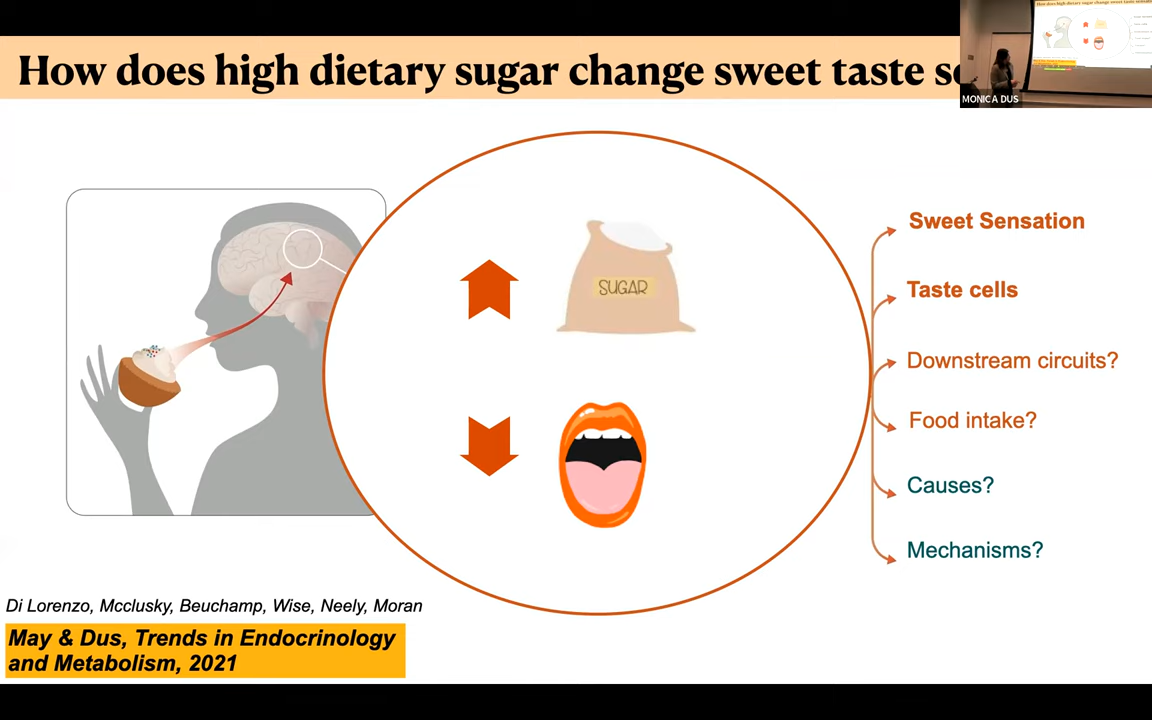 How does high dietary sugar change sweet taste
MONICA DUS
SUGAR
Sweet Sensation
Taste cells
Downstream circuits?
Food intake?
Causes?
Mechanisms?
Di Lorenzo, Mcclusky, Beuchamp, Wise, Neely, Moran
May & Dus, Trends in Endocrinology
and Metabolism, 2021